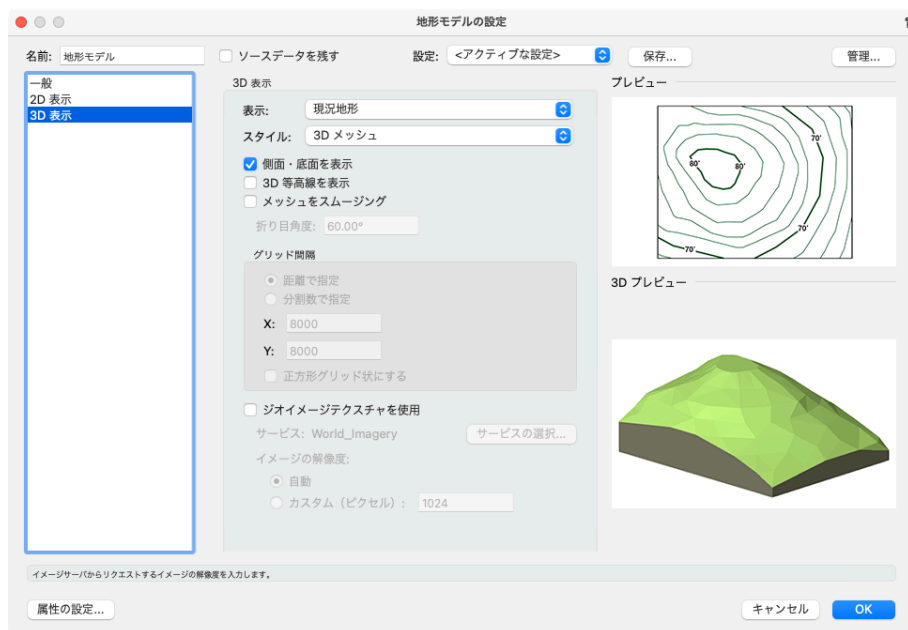 地形モデルの設定
名前: 地形モデル ソースデータを残す 設定: <アクティブな設定> 保存... 管理...
一般
2D 表示
3D 表示
3D 表示
表示: 現況地形
スタイル: 3D メッシュ
側面・底面を表示
3D 等高線を表示
メッシュをスムージング
折り目角度: 60.00°
グリッド間隔
距離で指定
分割数で指定
X: 8000
Y: 8000
正方形グリッド状にする
ジオイメージテクスチャを使用
サービス: World_Imagery サービスの選択...
イメージの解像度:
自動
カスタム（ピクセル）: 1024
プレビュー
70'
80' 80'
70'
70'
3D プレビュー
イメージサーバからリクエストするイメージの解像度を入力します。
属性の設定... キャンセル OK